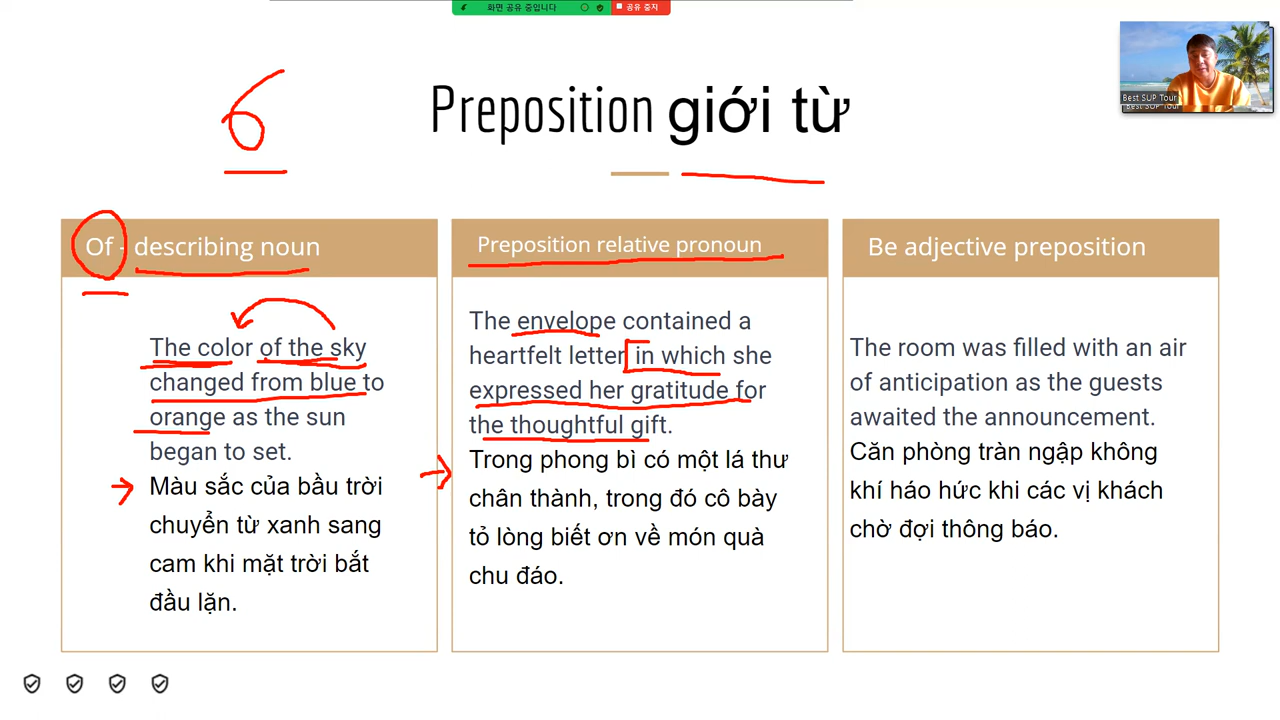 화면 공유 중입니다
공유 중지
6
Preposition giới từ
Best SUP Tour
Best SUP Tour
Of - describing noun
The color of the sky
changed from blue to
orange as the sun
began to set.
Màu sắc của bầu trời
chuyển từ xanh sang
cam khi mặt trời bắt
đầu lặn.
Preposition relative pronoun
The envelope contained a
heartfelt letter in which she
expressed her gratitude for
the thoughtful gift.
Trong phong bì có một lá thư
chân thành, trong đó cô bày
tỏ lòng biết ơn về món quà
chu đáo.
Be adjective preposition
The room was filled with an air
of anticipation as the guests
awaited the announcement.
Căn phòng tràn ngập không
khí háo hức khi các vị khách
chờ đợi thông báo.